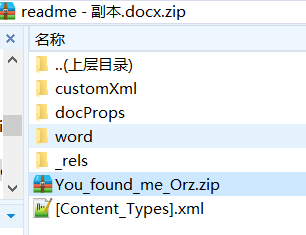 readme - 副本.docx.zip
名称
..(上层目录)
customXml
docProps
word
_rels
You_found_me_Orz.zip
[Content_Types].xml